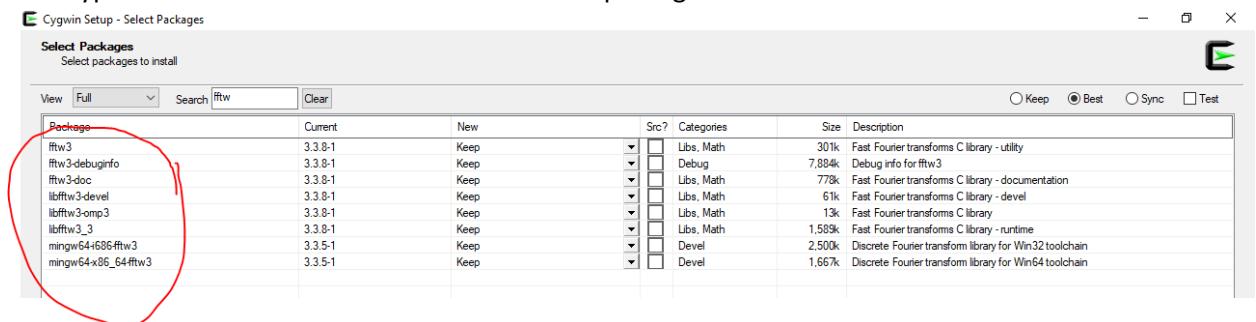 Cygwin Setup - Select Packages
Select Packages
Select packages to install
View Full Search fftw Clear Keep Best Sync Test
Package Current New Src? Categories Size Description
fftw3 3.3.8-1 Keep Libs, Math 301k Fast Fourier transforms C library - utility
fftw3-debuginfo 3.3.8-1 Keep Debug 7,884k Debug info for fftw3
fftw3-doc 3.3.8-1 Keep Libs, Math 778k Fast Fourier transforms C library - documentation
libfftw3-devel 3.3.8-1 Keep Libs, Math 61k Fast Fourier transforms C library - devel
libfftw3-omp3 3.3.8-1 Keep Libs, Math 13k Fast Fourier transforms C library
libfftw3_3 3.3.8-1 Keep Libs, Math 1,589k Fast Fourier transforms C library - runtime
mingw64-i686-fftw3 3.3.5-1 Keep Devel 2,500k Discrete Fourier transform library for Win32 toolchain
mingw64-x86_64-fftw3 3.3.5-1 Keep Devel 1,667k Discrete Fourier transform library for Win64 toolchain